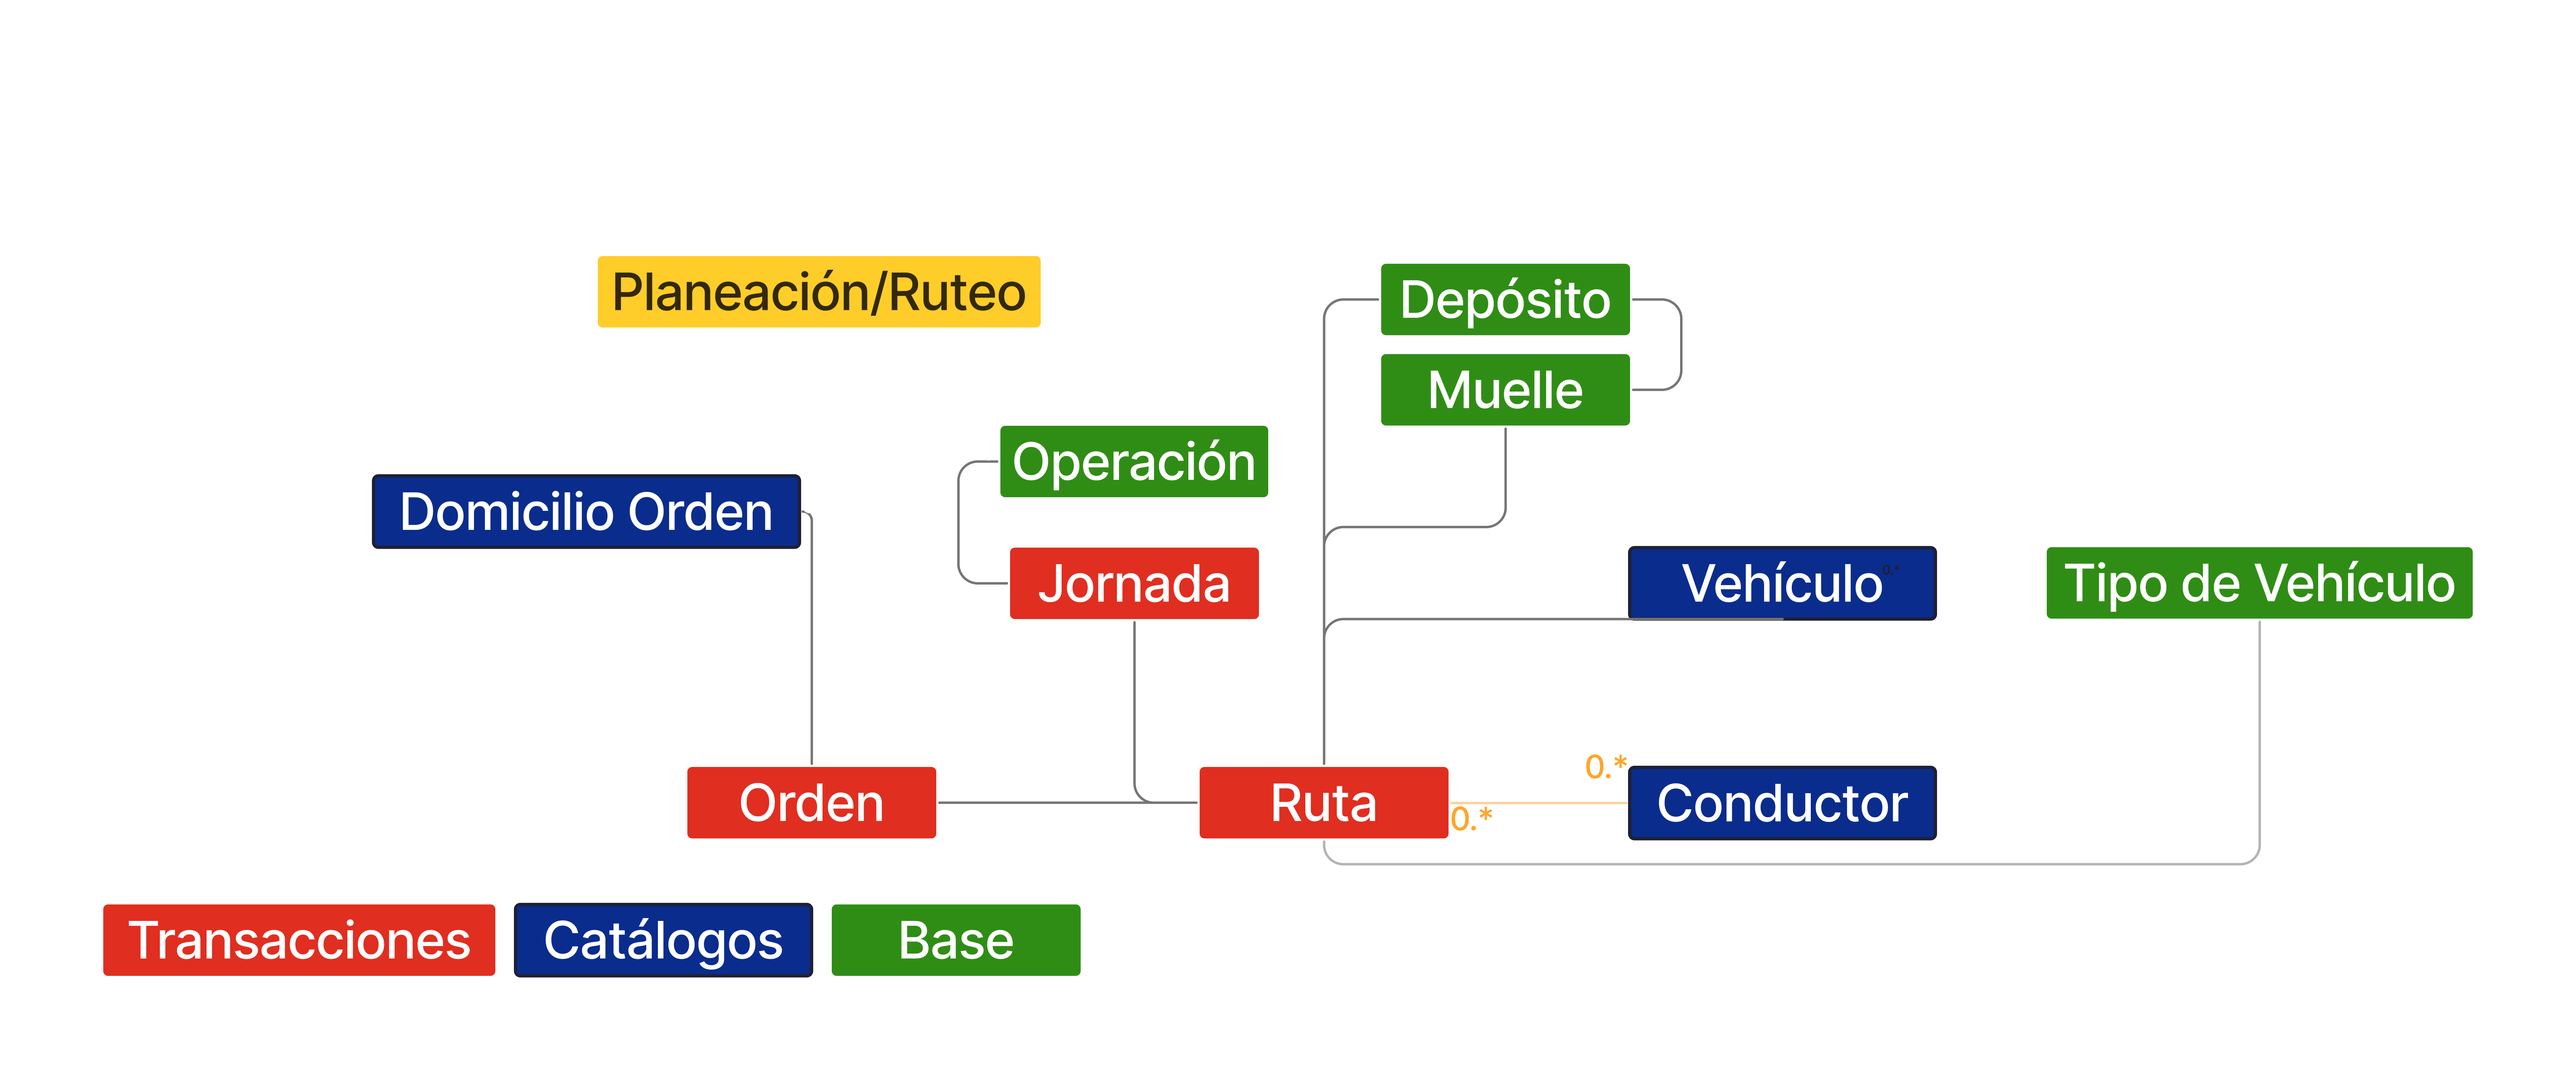 Planeación/Ruteo
Depósito
Muelle
Operación
Domicilio Orden
Jornada
Vehículo
0.*
Tipo de Vehículo
Orden
Ruta
0.*
0.*
Conductor
Transacciones
Catálogos
Base